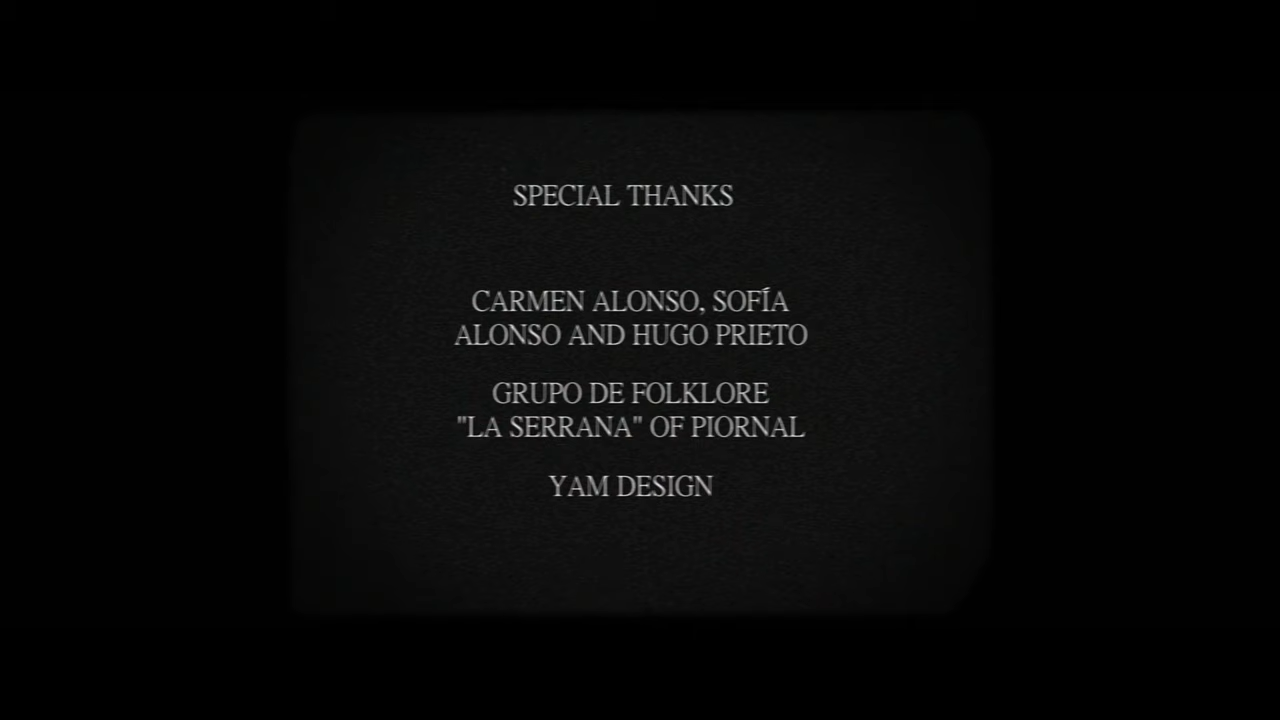 SPECIAL THANKS
CARMEN ALONSO, SOFÍA
ALONSO AND HUGO PRIETO
GRUPO DE FOLKLORE
"LA SERRANA" OF PIORNAL
YAM DESIGN